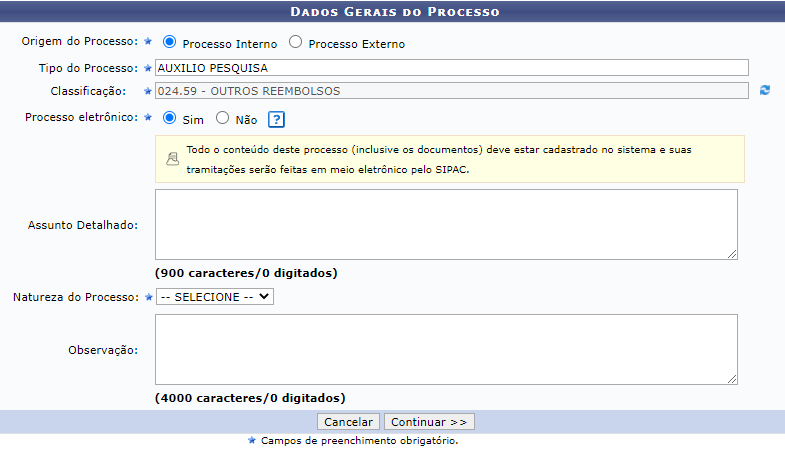 Dados Gerais do Processo
Origem do Processo: ★ Processo Interno Processo Externo
Tipo do Processo: ★ AUXILIO PESQUISA
Classificação: ★ 024.59 - OUTROS REEMBOLSOS
Processo eletrônico: ★ Sim Não ?
Todo o conteúdo deste processo (inclusive os documentos) deve estar cadastrado no sistema e suas
tramitações serão feitas em meio eletrônico pelo SIPAC.
Assunto Detalhado:
(900 caracteres/0 digitados)
Natureza do Processo: ★ -- SELECIONE --
Observação:
(4000 caracteres/0 digitados)
Cancelar Continuar >>
★ Campos de preenchimento obrigatório.